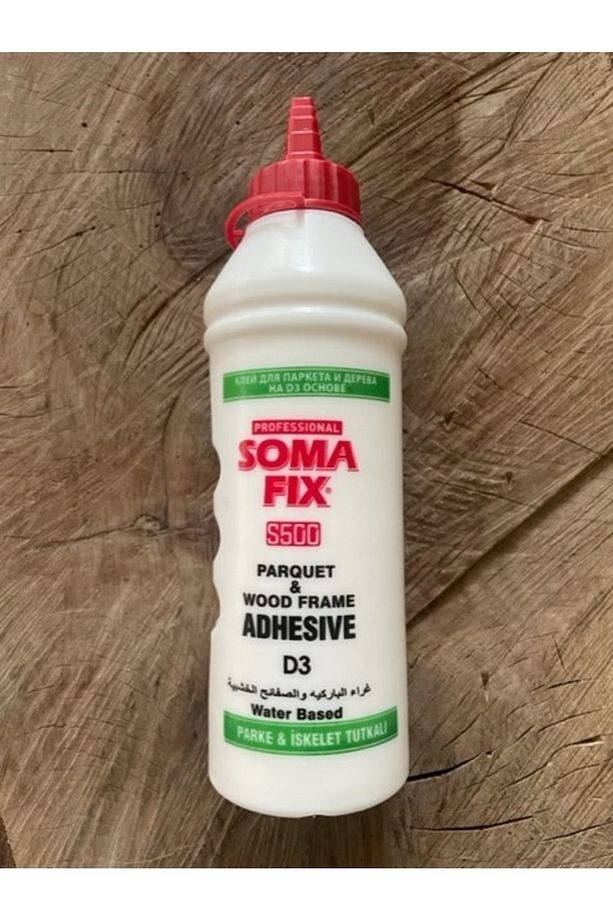 КЛЕЙ ДЛЯ ПАРКЕТА И ДЕРЕВА
НА D3 ОСНОВЕ
PROFESSIONAL
SOMA
FIX®
S500
PARQUET
&
WOOD FRAME
ADHESIVE
D3
غراء الباركيه والصفائح الخشبية
Water Based
PARKE & İSKELET TUTKALI